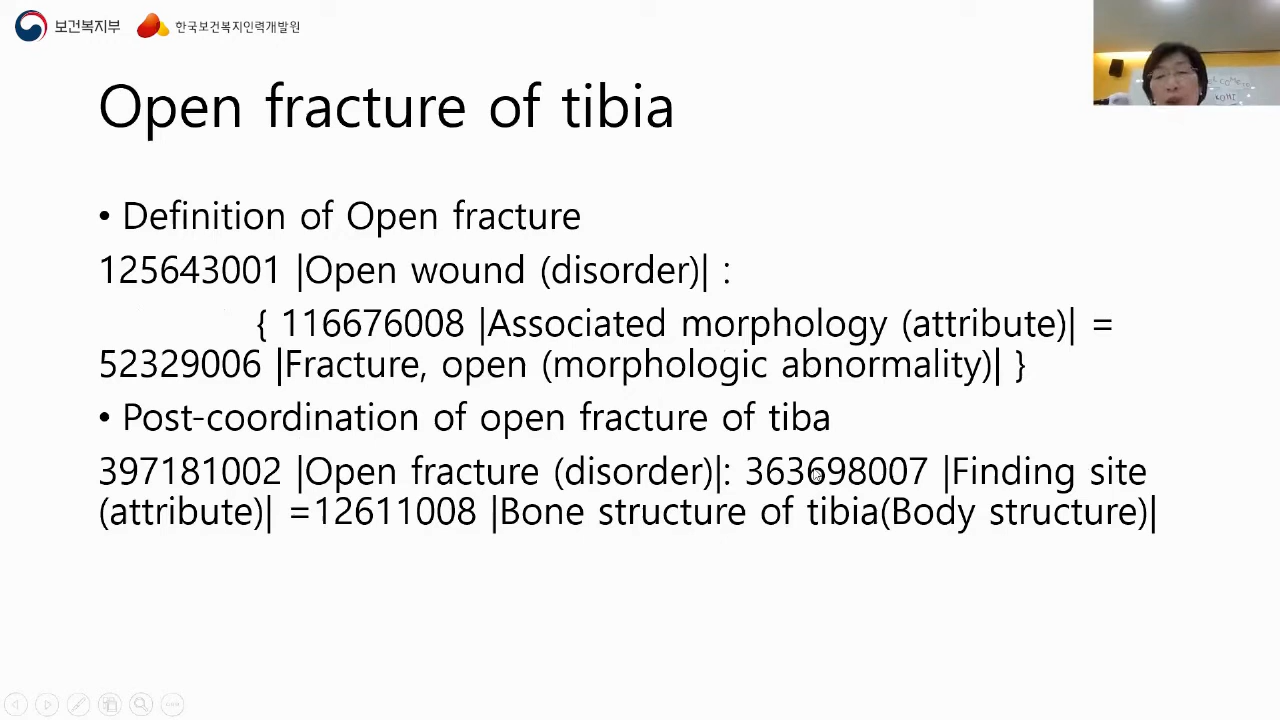 보건복지부 한국보건복지인력개발원
Open fracture of tibia
• Definition of Open fracture
125643001 |Open wound (disorder)| :
{ 116676008 |Associated morphology (attribute)| =
52329006 |Fracture, open (morphologic abnormality)| }
• Post-coordination of open fracture of tiba
397181002 |Open fracture (disorder)|: 363698007 |Finding site
(attribute)| =12611008 |Bone structure of tibia(Body structure)|